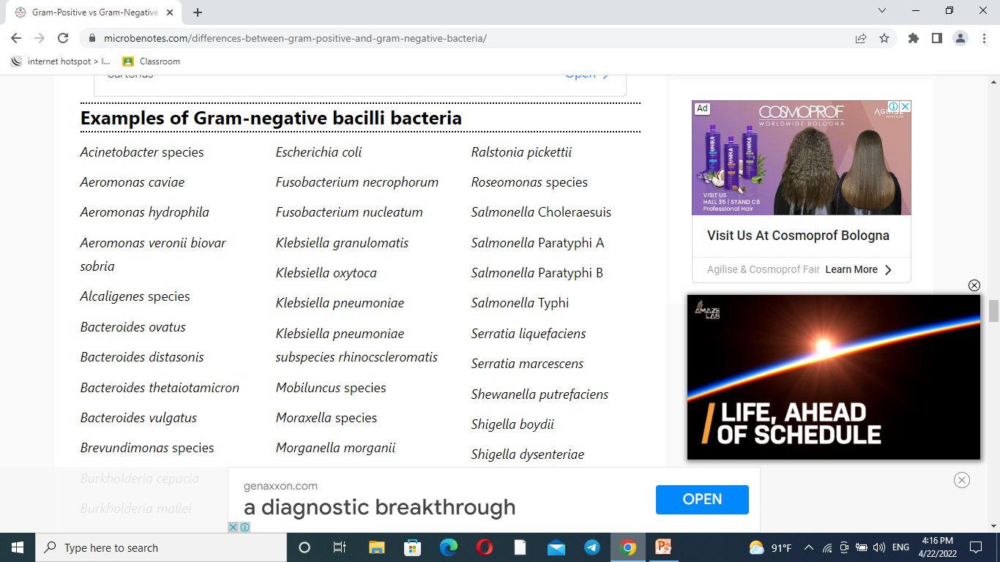 Gram-Positive vs Gram-Negative
microbenotes.com/differences-between-gram-positive-and-gram-negative-bacteria/
internet hotspot > I...
Classroom
Sartorius
Open
Examples of Gram-negative bacilli bacteria
Acinetobacter species
Aeromonas caviae
Aeromonas hydrophila
Aeromonas veronii biovar
sobria
Alcaligenes species
Bacteroides ovatus
Bacteroides distasonis
Bacteroides thetaiotamicron
Bacteroides vulgatus
Brevundimonas species
Burkholderia cepacia
Burkholderia mallei
Escherichia coli
Fusobacterium necrophorum
Fusobacterium nucleatum
Klebsiella granulomatis
Klebsiella oxytoca
Klebsiella pneumoniae
Klebsiella pneumoniae
subspecies rhinocscleromatis
Mobiluncus species
Moraxella species
Morganella morganii
Ralstonia pickettii
Roseomonas species
Salmonella Choleraesuis
Salmonella Paratyphi A
Salmonella Paratyphi B
Salmonella Typhi
Serratia liquefaciens
Serratia marcescens
Shewanella putrefaciens
Shigella boydii
Shigella dysenteriae
Ad
COSMOPROF
WORLDWIDE BOLOGNA
UNIKA
UNIKA
UNIKA
VISIT US
HALL 35 | STAND C8
Professional Hair
Visit Us At Cosmoprof Bologna
Agilise & Cosmoprof Fair
Learn More
AMAZE
LAB
LIFE, AHEAD
OF SCHEDULE
genaxxon.com
a diagnostic breakthrough
OPEN
Type here to search
91°F
ENG
4:16 PM
4/22/2022